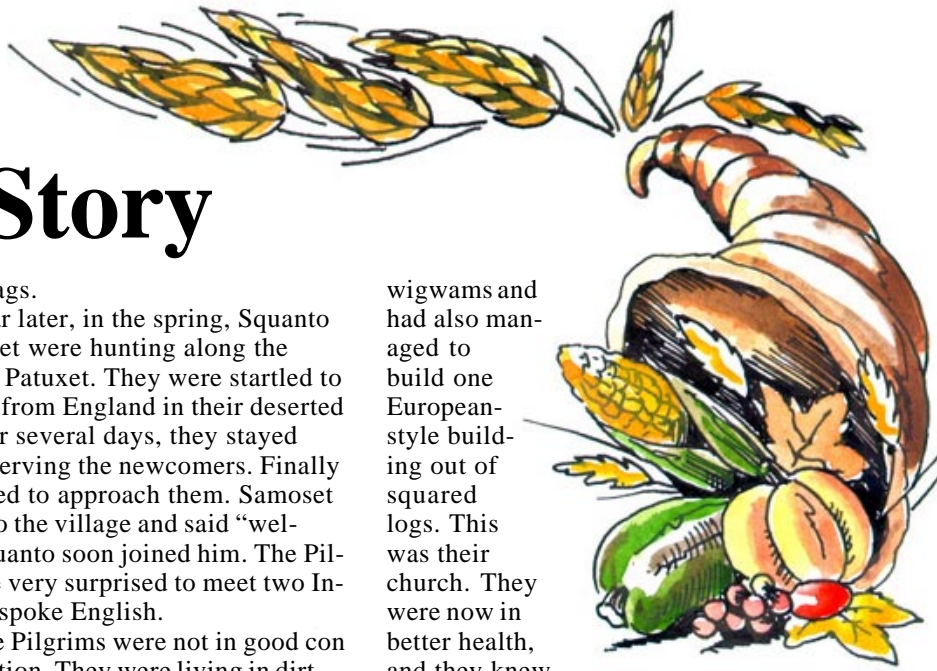 Story
ags.
r later, in the spring, Squanto
et were hunting along the
Patuxet. They were startled to
from England in their deserted
r several days, they stayed
erving the newcomers. Finally
ed to approach them. Samoset
o the village and said “wel-
uanto soon joined him. The Pil-
e very surprised to meet two In-
spoke English.
e Pilgrims were not in good con
tion. They were living in dirt
wigwams and
had also man-
aged to
build one
European-
style build-
ing out of
squared
logs. This
was their
church. They
were now in
better health,
and they knew